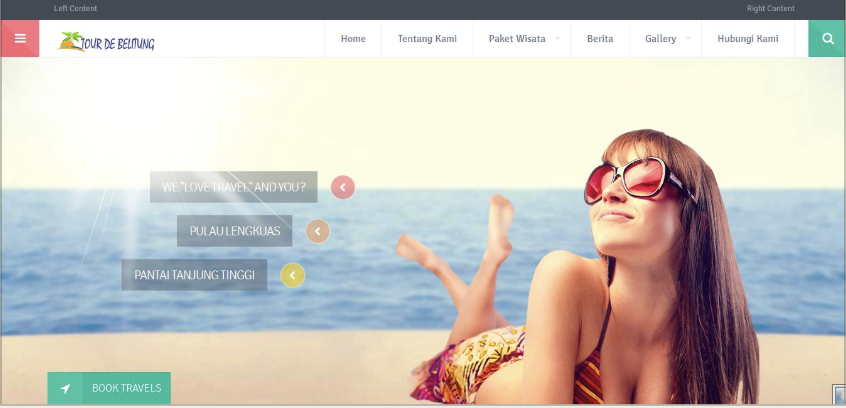 Left Content
Right Content
TOUR DE BELITUNG
Home
Tentang Kami
Paket Wisata
Berita
Gallery
Hubungi Kami
WE "LOVE TRAVEL" AND YOU?
PULAU LENGKUAS
PANTAI TANJUNG TINGGI
BOOK TRAVELS